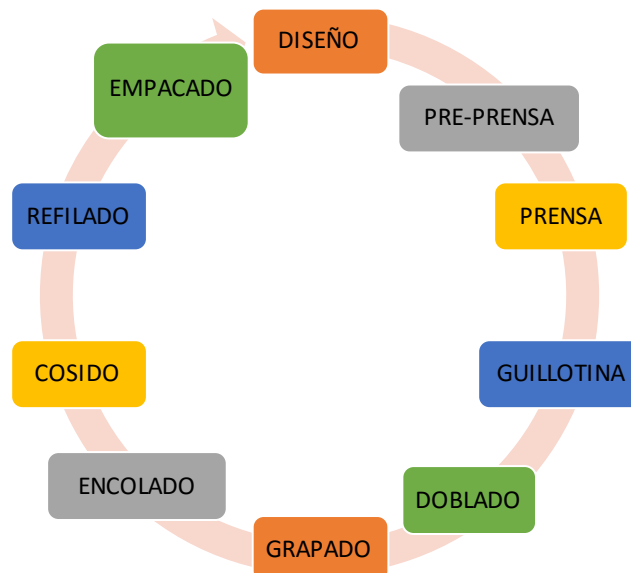 DISEÑO
PRE-PRENSA
PRENSA
GUILLOTINA
DOBLADO
GRAPADO
ENCOLADO
COSIDO
REFILADO
EMPACADO